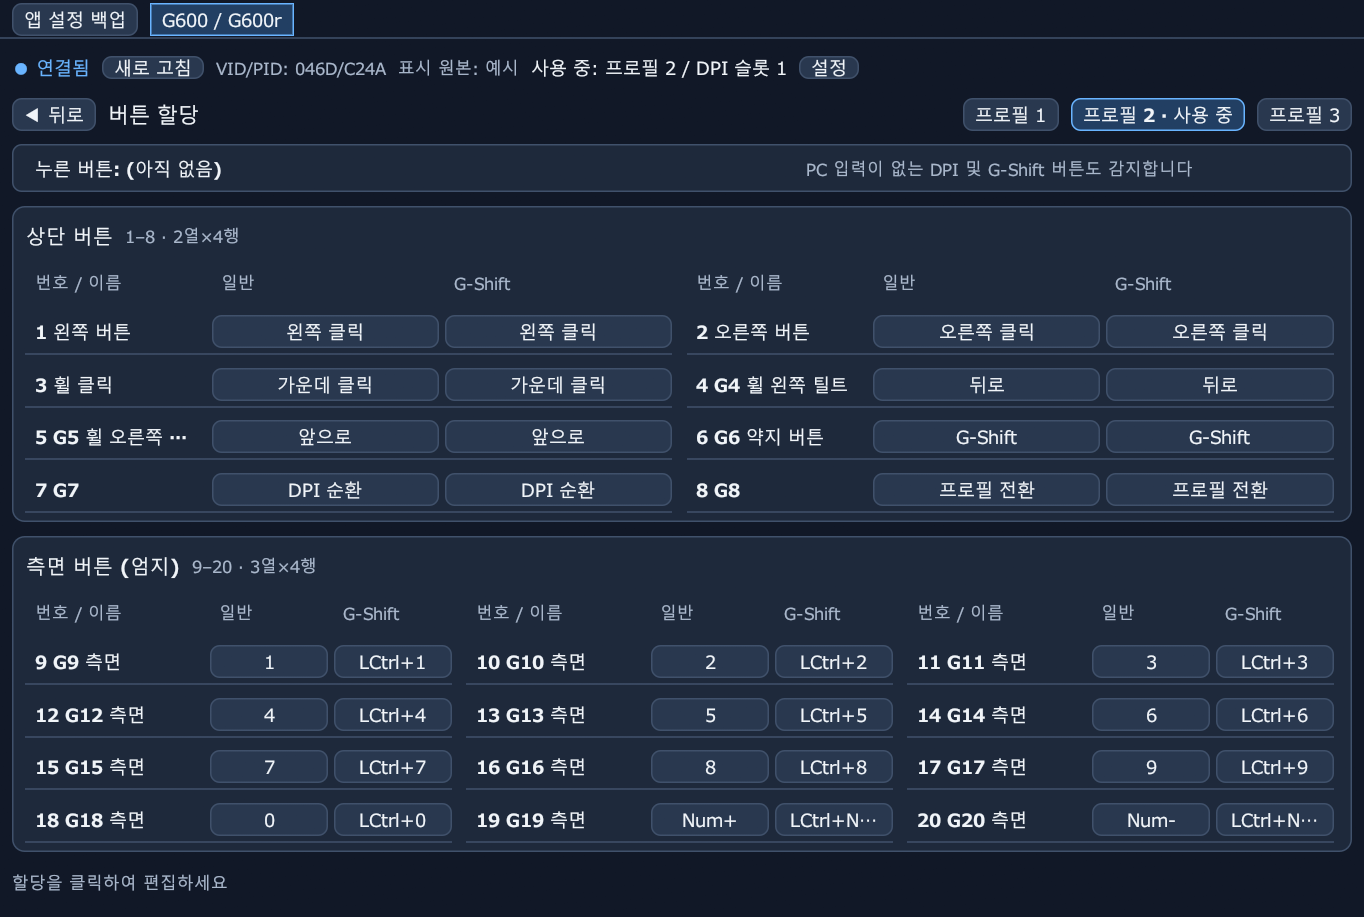 앱 설정 백업 G600 / G600r
● 연결됨 새로 고침 VID/PID: 046D/C24A 표시 원본: 예시 사용 중: 프로필 2 / DPI 슬롯 1 설정
◀ 뒤로 버튼 할당 프로필 1 프로필 2 · 사용 중 프로필 3
누른 버튼: (아직 없음) PC 입력이 없는 DPI 및 G-Shift 버튼도 감지합니다
상단 버튼 1–8 · 2열×4행
번호 / 이름 일반 G-Shift 번호 / 이름 일반 G-Shift
1 왼쪽 버튼 왼쪽 클릭 왼쪽 클릭 2 오른쪽 버튼 오른쪽 클릭 오른쪽 클릭
3 휠 클릭 가운데 클릭 가운데 클릭 4 G4 휠 왼쪽 틸트 뒤로 뒤로
5 G5 휠 오른쪽 ··· 앞으로 앞으로 6 G6 약지 버튼 G-Shift G-Shift
7 G7 DPI 순환 DPI 순환 8 G8 프로필 전환 프로필 전환
측면 버튼 (엄지) 9–20 · 3열×4행
번호 / 이름 일반 G-Shift 번호 / 이름 일반 G-Shift 번호 / 이름 일반 G-Shift
9 G9 측면 1 LCtrl+1 10 G10 측면 2 LCtrl+2 11 G11 측면 3 LCtrl+3
12 G12 측면 4 LCtrl+4 13 G13 측면 5 LCtrl+5 14 G14 측면 6 LCtrl+6
15 G15 측면 7 LCtrl+7 16 G16 측면 8 LCtrl+8 17 G17 측면 9 LCtrl+9
18 G18 측면 0 LCtrl+0 19 G19 측면 Num+ LCtrl+N··· 20 G20 측면 Num- LCtrl+N···
할당을 클릭하여 편집하세요